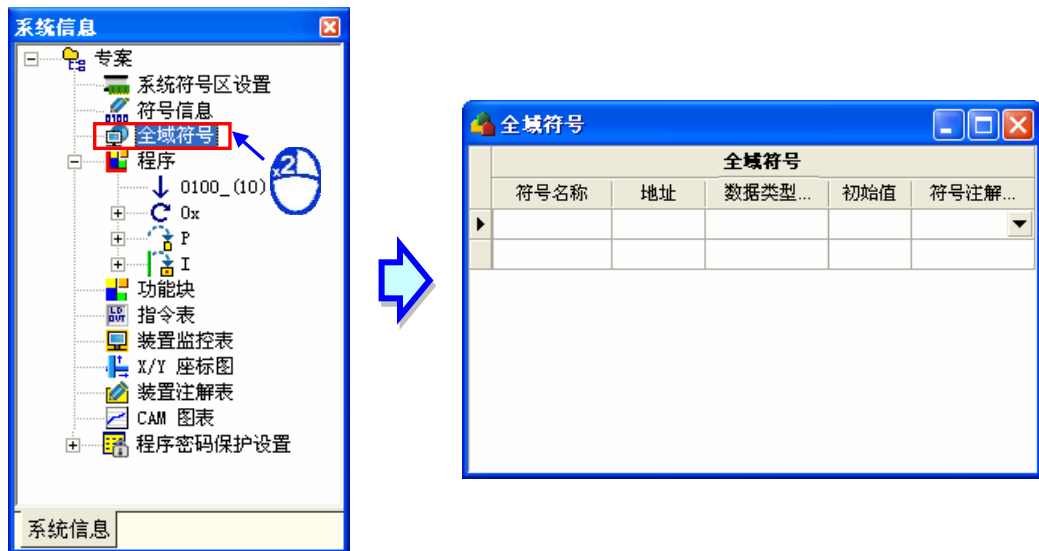 系统信息
专案
系统符号区设置
符号信息
全域符号
程序
0100_(10)
Ox
P
I
功能块
指令表
装置监控表
X/Y 座标图
装置注解表
CAM 图表
程序密码保护设置
系统信息
x2
全域符号
全域符号
符号名称 地址 数据类型... 初始值 符号注解...